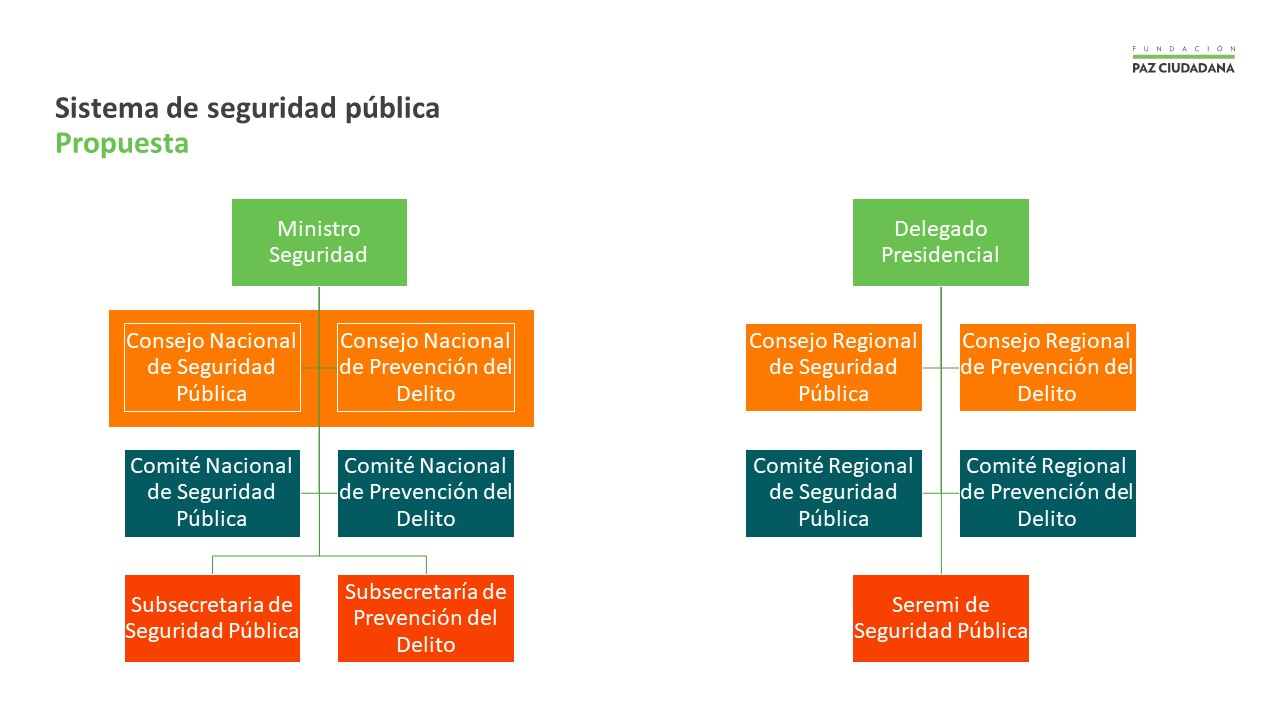 FUNDACIÓN
PAZ CIUDADANA
Sistema de seguridad pública
Propuesta
Ministro
Seguridad
Consejo Nacional
de Seguridad
Pública
Consejo Nacional
de Prevención del
Delito
Comité Nacional
de Seguridad
Pública
Comité Nacional
de Prevención del
Delito
Subsecretaria de
Seguridad Pública
Subsecretaría de
Prevención del
Delito
Delegado
Presidencial
Consejo Regional
de Seguridad
Pública
Consejo Regional
de Prevención del
Delito
Comité Regional
de Seguridad
Pública
Comité Regional
de Prevención del
Delito
Seremi de
Seguridad Pública